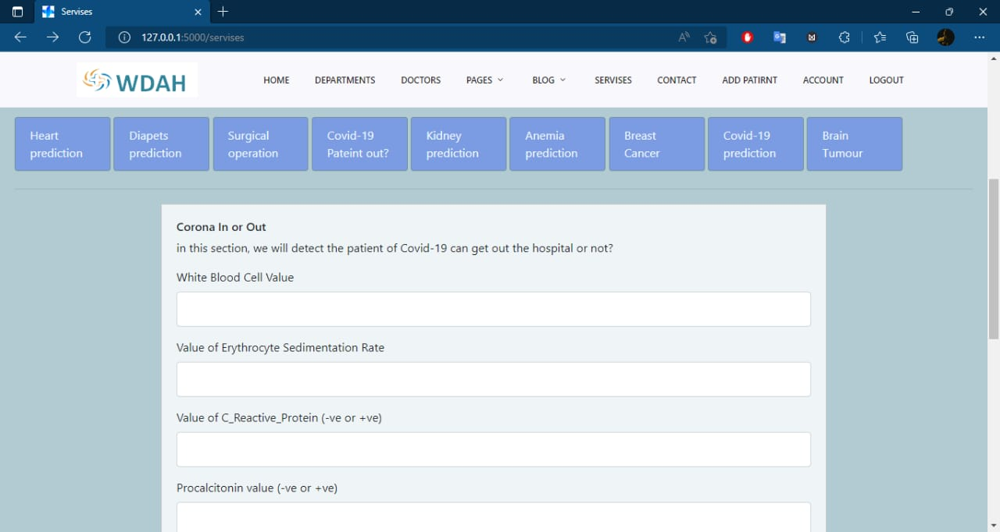 Servises
127.0.0.1:5000/servises
WDAH
HOME DEPARTMENTS DOCTORS PAGES BLOG SERVISES CONTACT ADD PATIRNT ACCOUNT LOGOUT
Heart
prediction
Diapets
prediction
Surgical
operation
Covid-19
Pateint out?
Kidney
prediction
Anemia
prediction
Breast
Cancer
Covid-19
prediction
Brain
Tumour
Corona In or Out
in this section, we will detect the patient of Covid-19 can get out the hospital or not?
White Blood Cell Value
Value of Erythrocyte Sedimentation Rate
Value of C_Reactive_Protein (-ve or +ve)
Procalcitonin value (-ve or +ve)